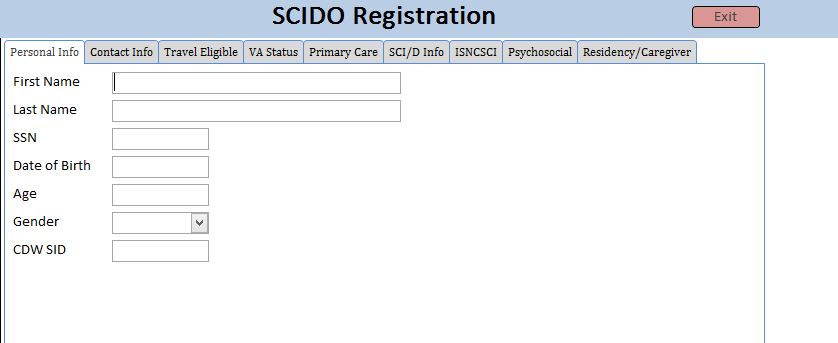 SCIDO Registration Exit
Personal Info Contact Info Travel Eligible VA Status Primary Care SCI/D Info ISNCSCI Psychosocial Residency/Caregiver
First Name
Last Name
SSN
Date of Birth
Age
Gender
CDW SID